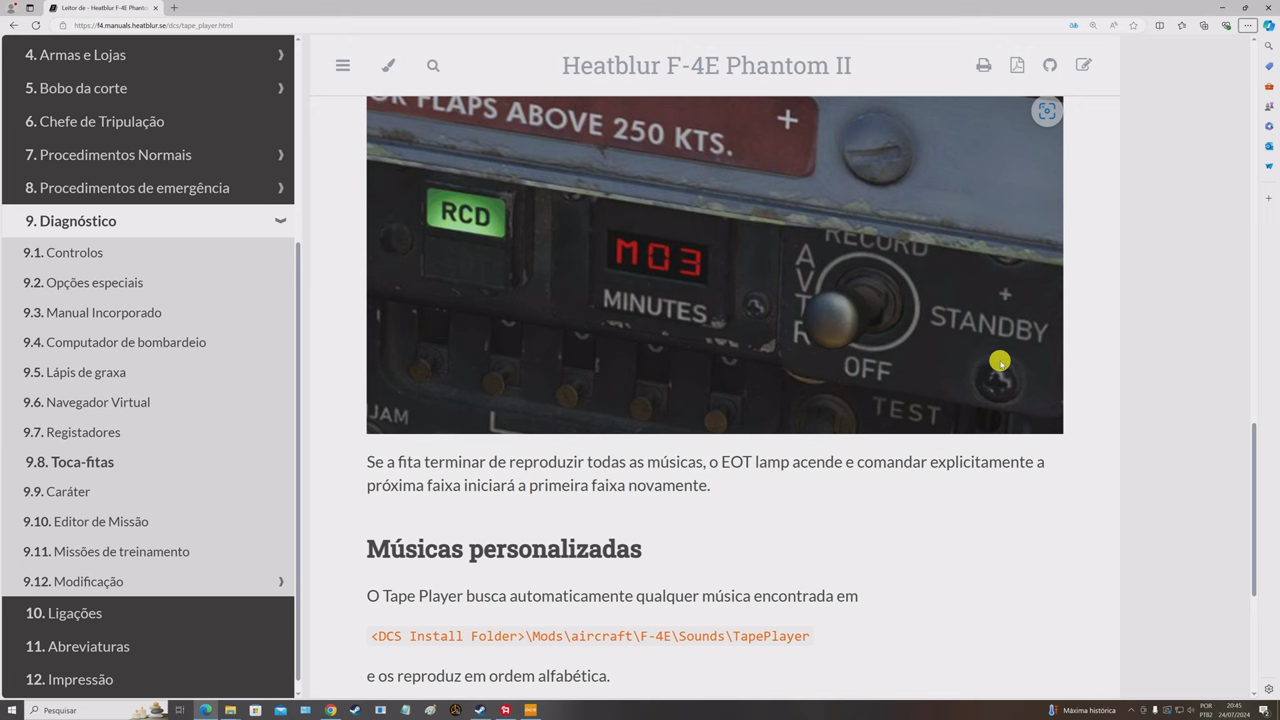 Leitor de - Heatblur F-4E Phanto
https://f4.manuals.heatblur.se/dcs/tape_player.html
4. Armas e Lojas
5. Bobo da corte
6. Chefe de Tripulação
7. Procedimentos Normais
8. Procedimentos de emergência
9. Diagnóstico
9.1. Controlos
9.2. Opções especiais
9.3. Manual Incorporado
9.4. Computador de bombardeio
9.5. Lápis de graxa
9.6. Navegador Virtual
9.7. Registadores
9.8. Toca-fitas
9.9. Caráter
9.10. Editor de Missão
9.11. Missões de treinamento
9.12. Modificação
10. Ligações
11. Abreviaturas
12. Impressão
Heatblur F-4E Phantom II
OR FLAPS ABOVE 250 KTS.
RCD
M03
MINUTES
RECORD
AVTR
STANDBY
OFF
TEST
JAM
Se a fita terminar de reproduzir todas as músicas, o EOT lamp acende e comandar explicitamente a
próxima faixa iniciará a primeira faixa novamente.
Músicas personalizadas
O Tape Player busca automaticamente qualquer música encontrada em
<DCS Install Folder>\Mods\aircraft\F-4E\Sounds\TapePlayer
e os reproduz em ordem alfabética.
Pesquisar
Máxima histórica
POR
PTB2
20:45
24/07/2024